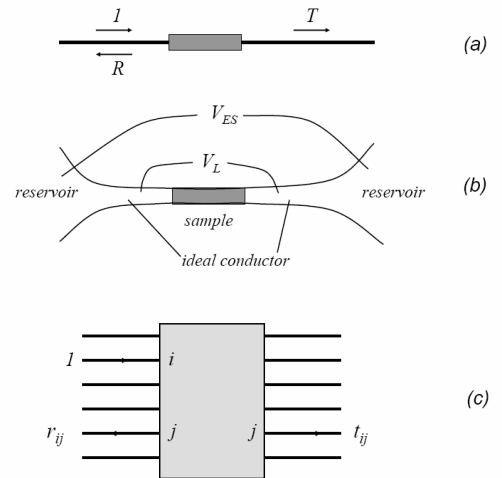 1 T
R
(a)
V_ES
V_L
reservoir reservoir
(b)
sample
ideal conductor
1 i
(c)
r_ij j j t_ij